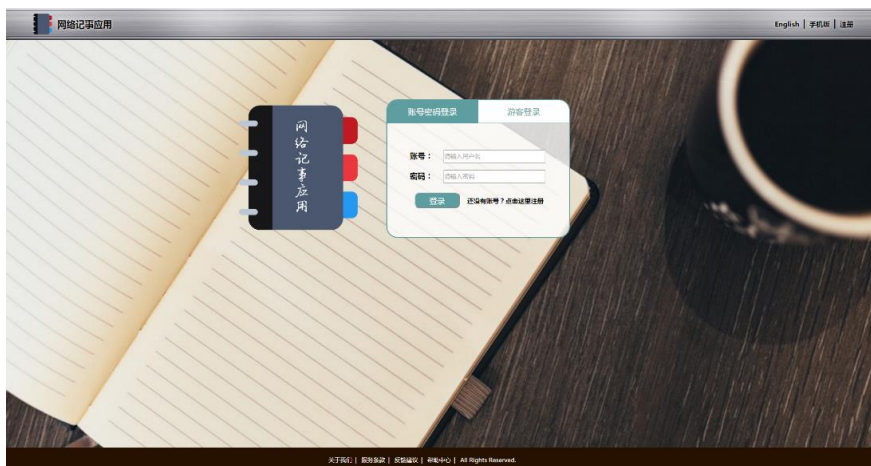 网络记事应用
English | 手机版 | 注册
网络记事应用
账号密码登录
游客登录
账号：
请输入用户名
密码：
请输入密码
登录
还没有账号？点击这里注册
关于我们 | 服务条款 | 反馈建议 | 帮助中心 | All Rights Reserved.